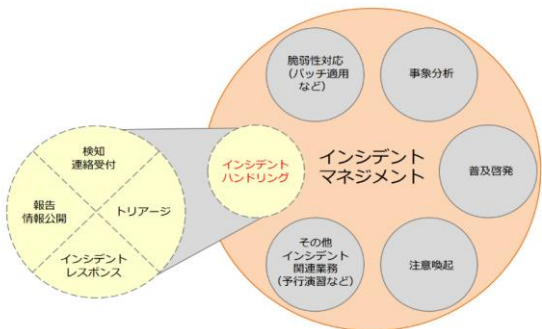 脆弱性対応
（パッチ適用
など）
事象分析
検知
連絡受付
報告
情報公開
トリアージ
インシデント
レスポンス
インシデント
ハンドリング
インシデント
マネジメント
普及啓発
その他
インシデント
関連業務
（予行演習など）
注意喚起